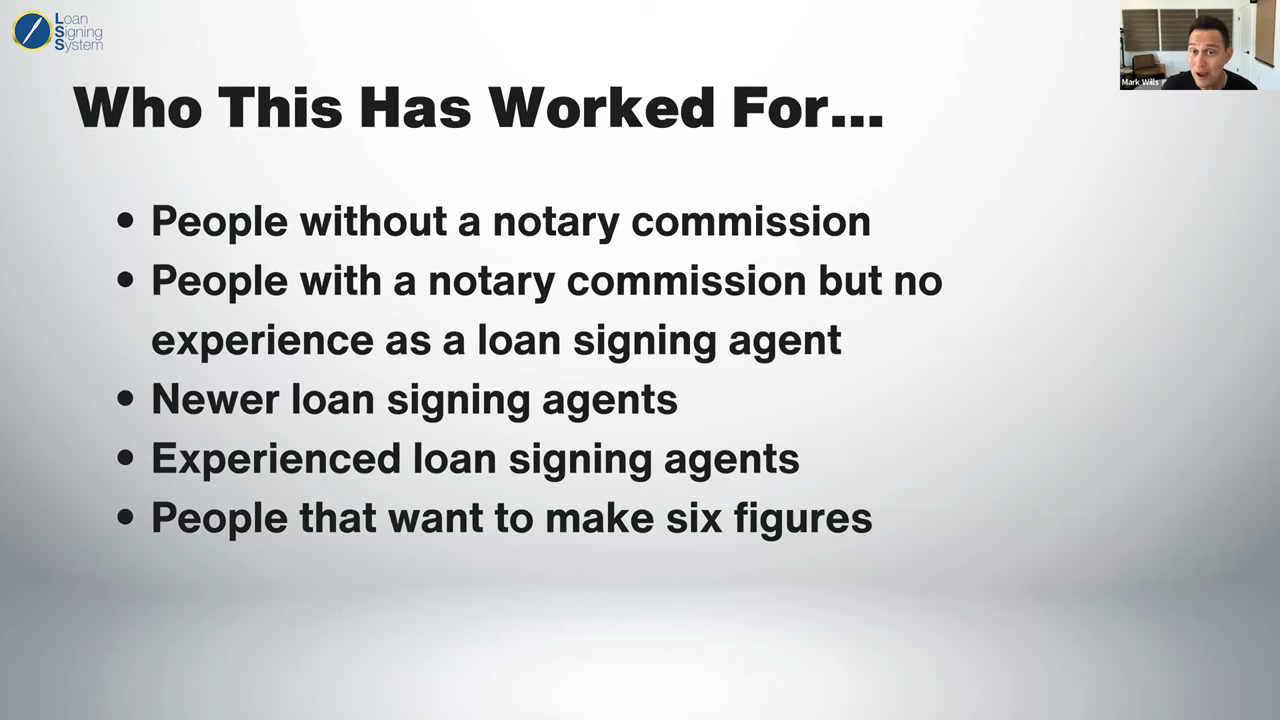 Loan
Signing
System
Mark Wills
Who This Has Worked For...
• People without a notary commission
• People with a notary commission but no
experience as a loan signing agent
• Newer loan signing agents
• Experienced loan signing agents
• People that want to make six figures